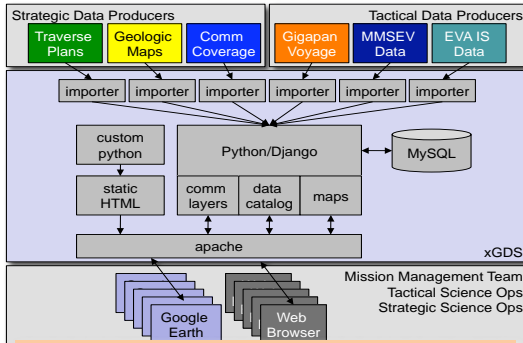 Strategic Data Producers
Tactical Data Producers
Traverse Plans
Geologic Maps
Comm Coverage
Gigapan Voyage
MMSEV Data
EVA IS Data
importer
importer
importer
importer
importer
importer
custom python
Python/Django
MySQL
static HTML
comm layers
data catalog
maps
apache
xGDS
Mission Management Team
Tactical Science Ops
Strategic Science Ops
Google Earth
Web Browser